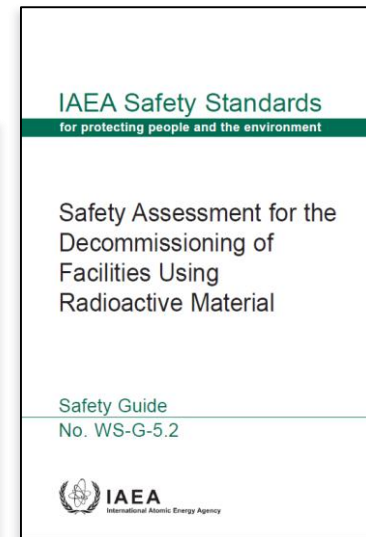 IAEA Safety Standards
for protecting people and the environment
Safety Assessment for the
Decommissioning of
Facilities Using
Radioactive Material
Safety Guide
No. WS-G-5.2
IAEA
International Atomic Energy Agency